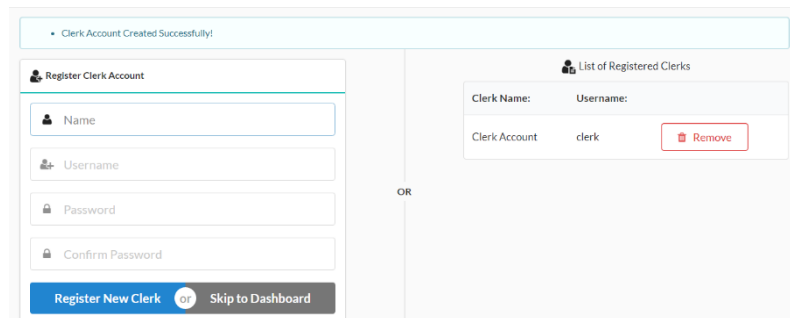 Clerk Account Created Successfully!
Register Clerk Account
Name
Username
Password
Confirm Password
Register New Clerk or Skip to Dashboard
OR
List of Registered Clerks
Clerk Name: Username:
Clerk Account clerk Remove